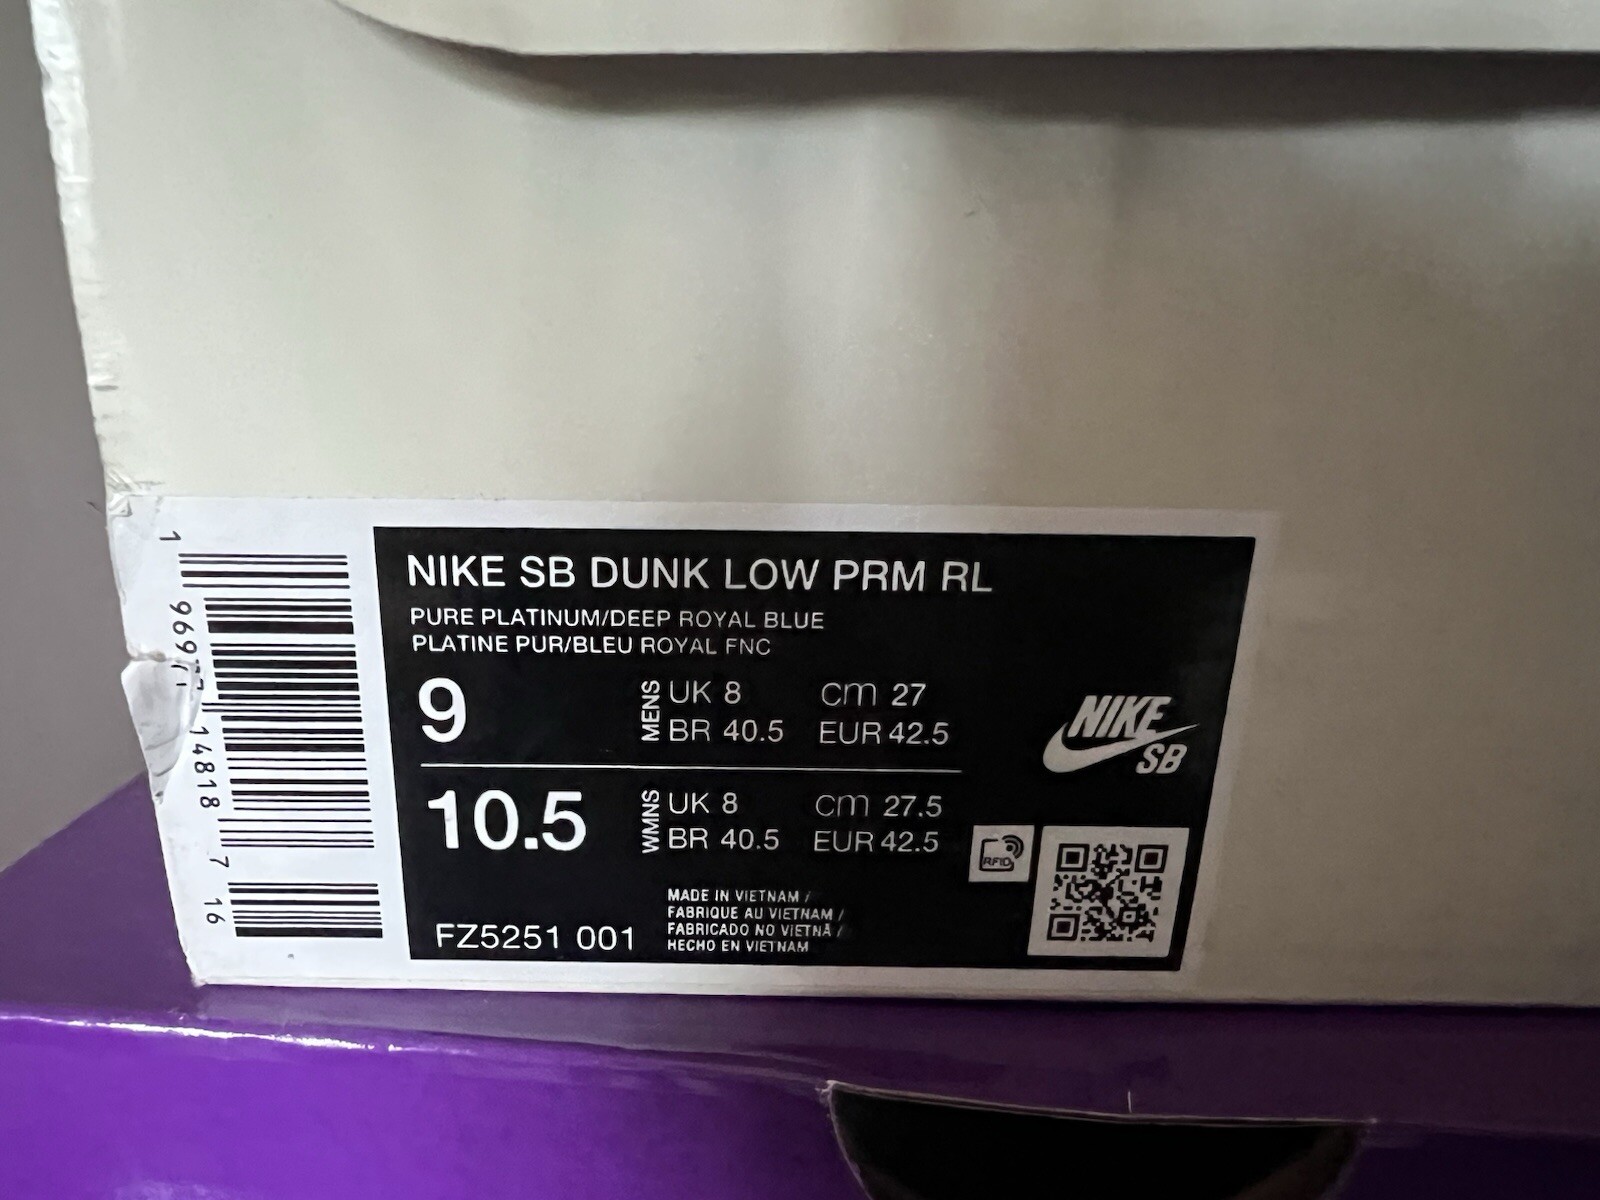 NIKE SB DUNK LOW PRM RL
PURE PLATINUM/DEEP ROYAL BLUE
PLATINE PUR/BLEU ROYAL FNC
9 MENS UK 8 cm 27
BR 40.5 EUR 42.5
10.5 WMNS UK 8 cm 27.5
BR 40.5 EUR 42.5
FZ5251 001
MADE IN VIETNAM /
FABRIQUE AU VIETNAM /
FABRICADO NO VIETNÃ /
HECHO EN VIETNAM
NIKE
SB
RFID
1 14818 7 16